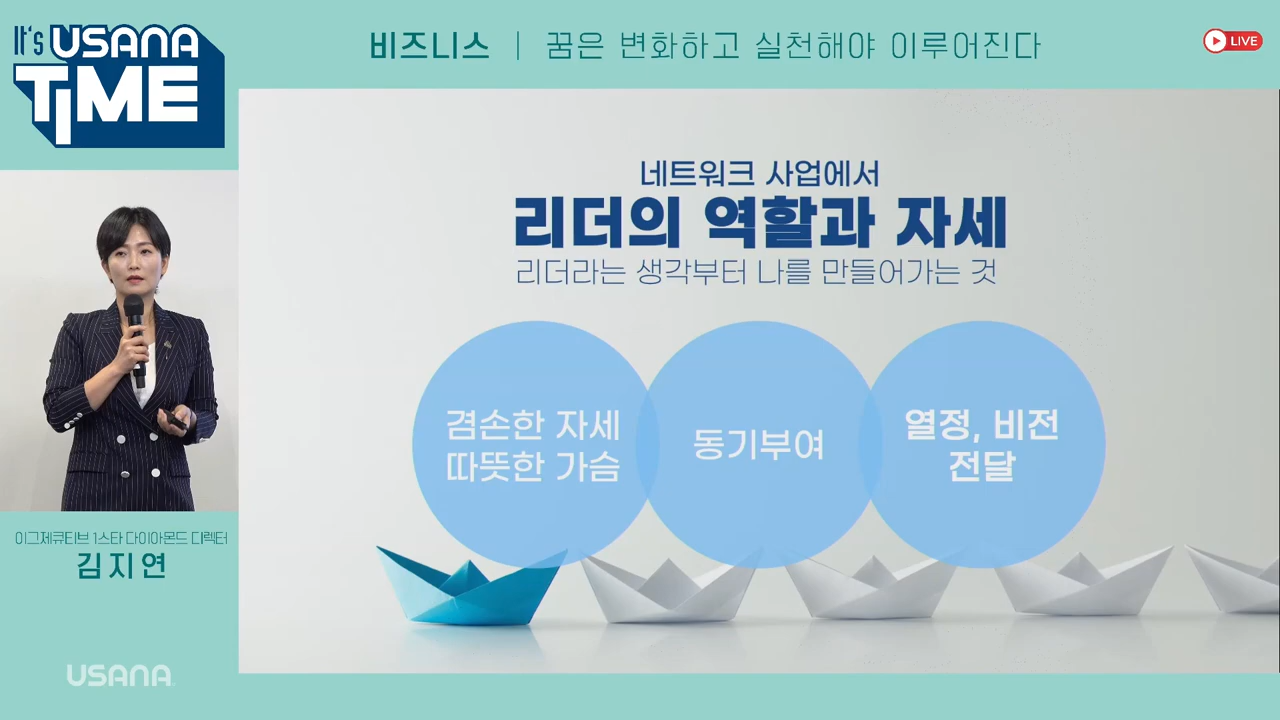 It's USANA
TIME
비즈니스 | 꿈은 변화하고 실천해야 이루어진다
LIVE
네트워크 사업에서
리더의 역할과 자세
리더라는 생각부터 나를 만들어가는 것
겸손한 자세
따뜻한 가슴
동기부여
열정, 비전
전달
이그제큐티브 1스타 다이아몬드 디렉터
김지연
USANA